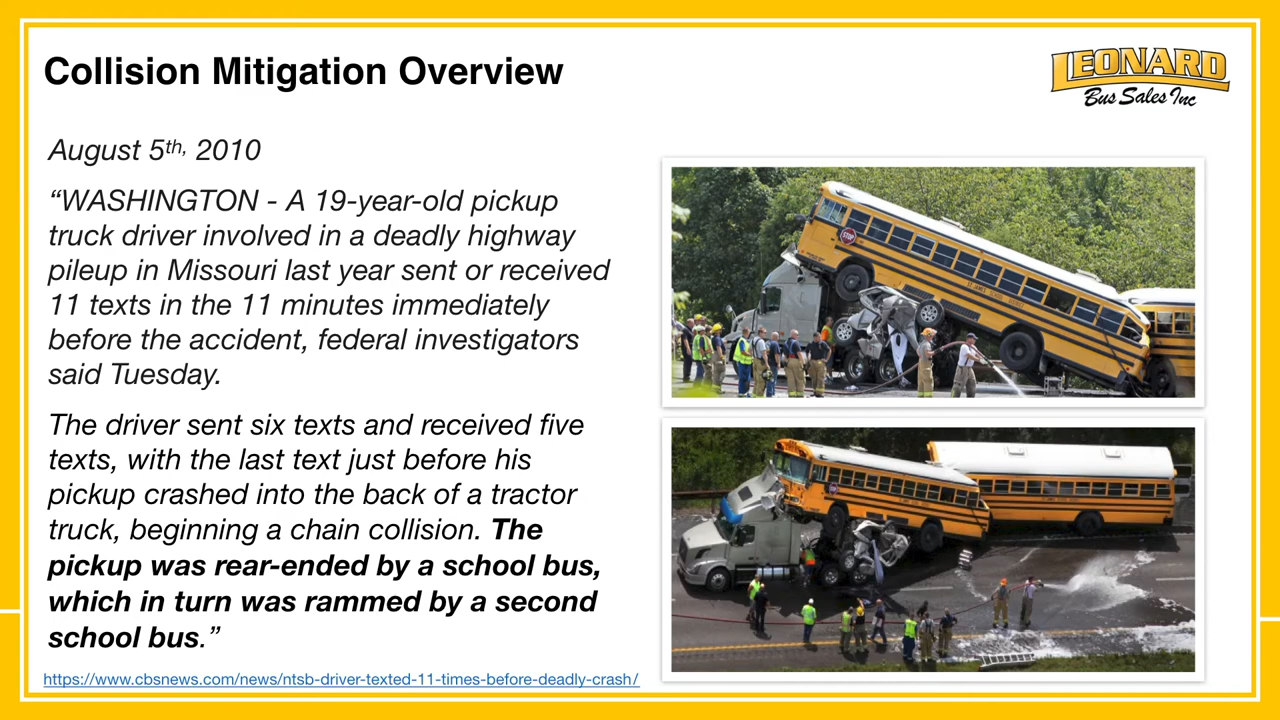 Collision Mitigation Overview
LEONARD
Bus Sales Inc
August 5th, 2010
“WASHINGTON - A 19-year-old pickup
truck driver involved in a deadly highway
pileup in Missouri last year sent or received
11 texts in the 11 minutes immediately
before the accident, federal investigators
said Tuesday.
The driver sent six texts and received five
texts, with the last text just before his
pickup crashed into the back of a tractor
truck, beginning a chain collision. The
pickup was rear-ended by a school bus,
which in turn was rammed by a second
school bus.”
https://www.cbsnews.com/news/ntsb-driver-texted-11-times-before-deadly-crash/
STOP